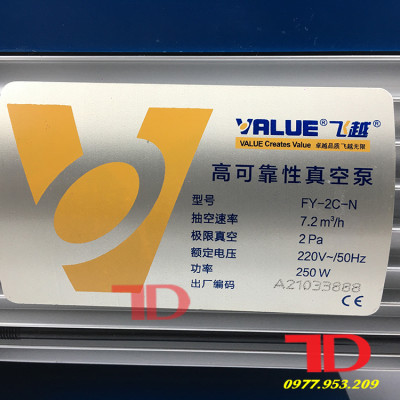 VALUE® 飞越®
VALUE Creates Value 卓越品质 飞越无限
高可靠性真空泵
型号 FY-2C-N
抽空速率 7.2 m³/h
极限真空 2 Pa
额定电压 220V~/50Hz
功率 250 W
出厂编码 A21033888
CE
TD
TD
0977.953.209